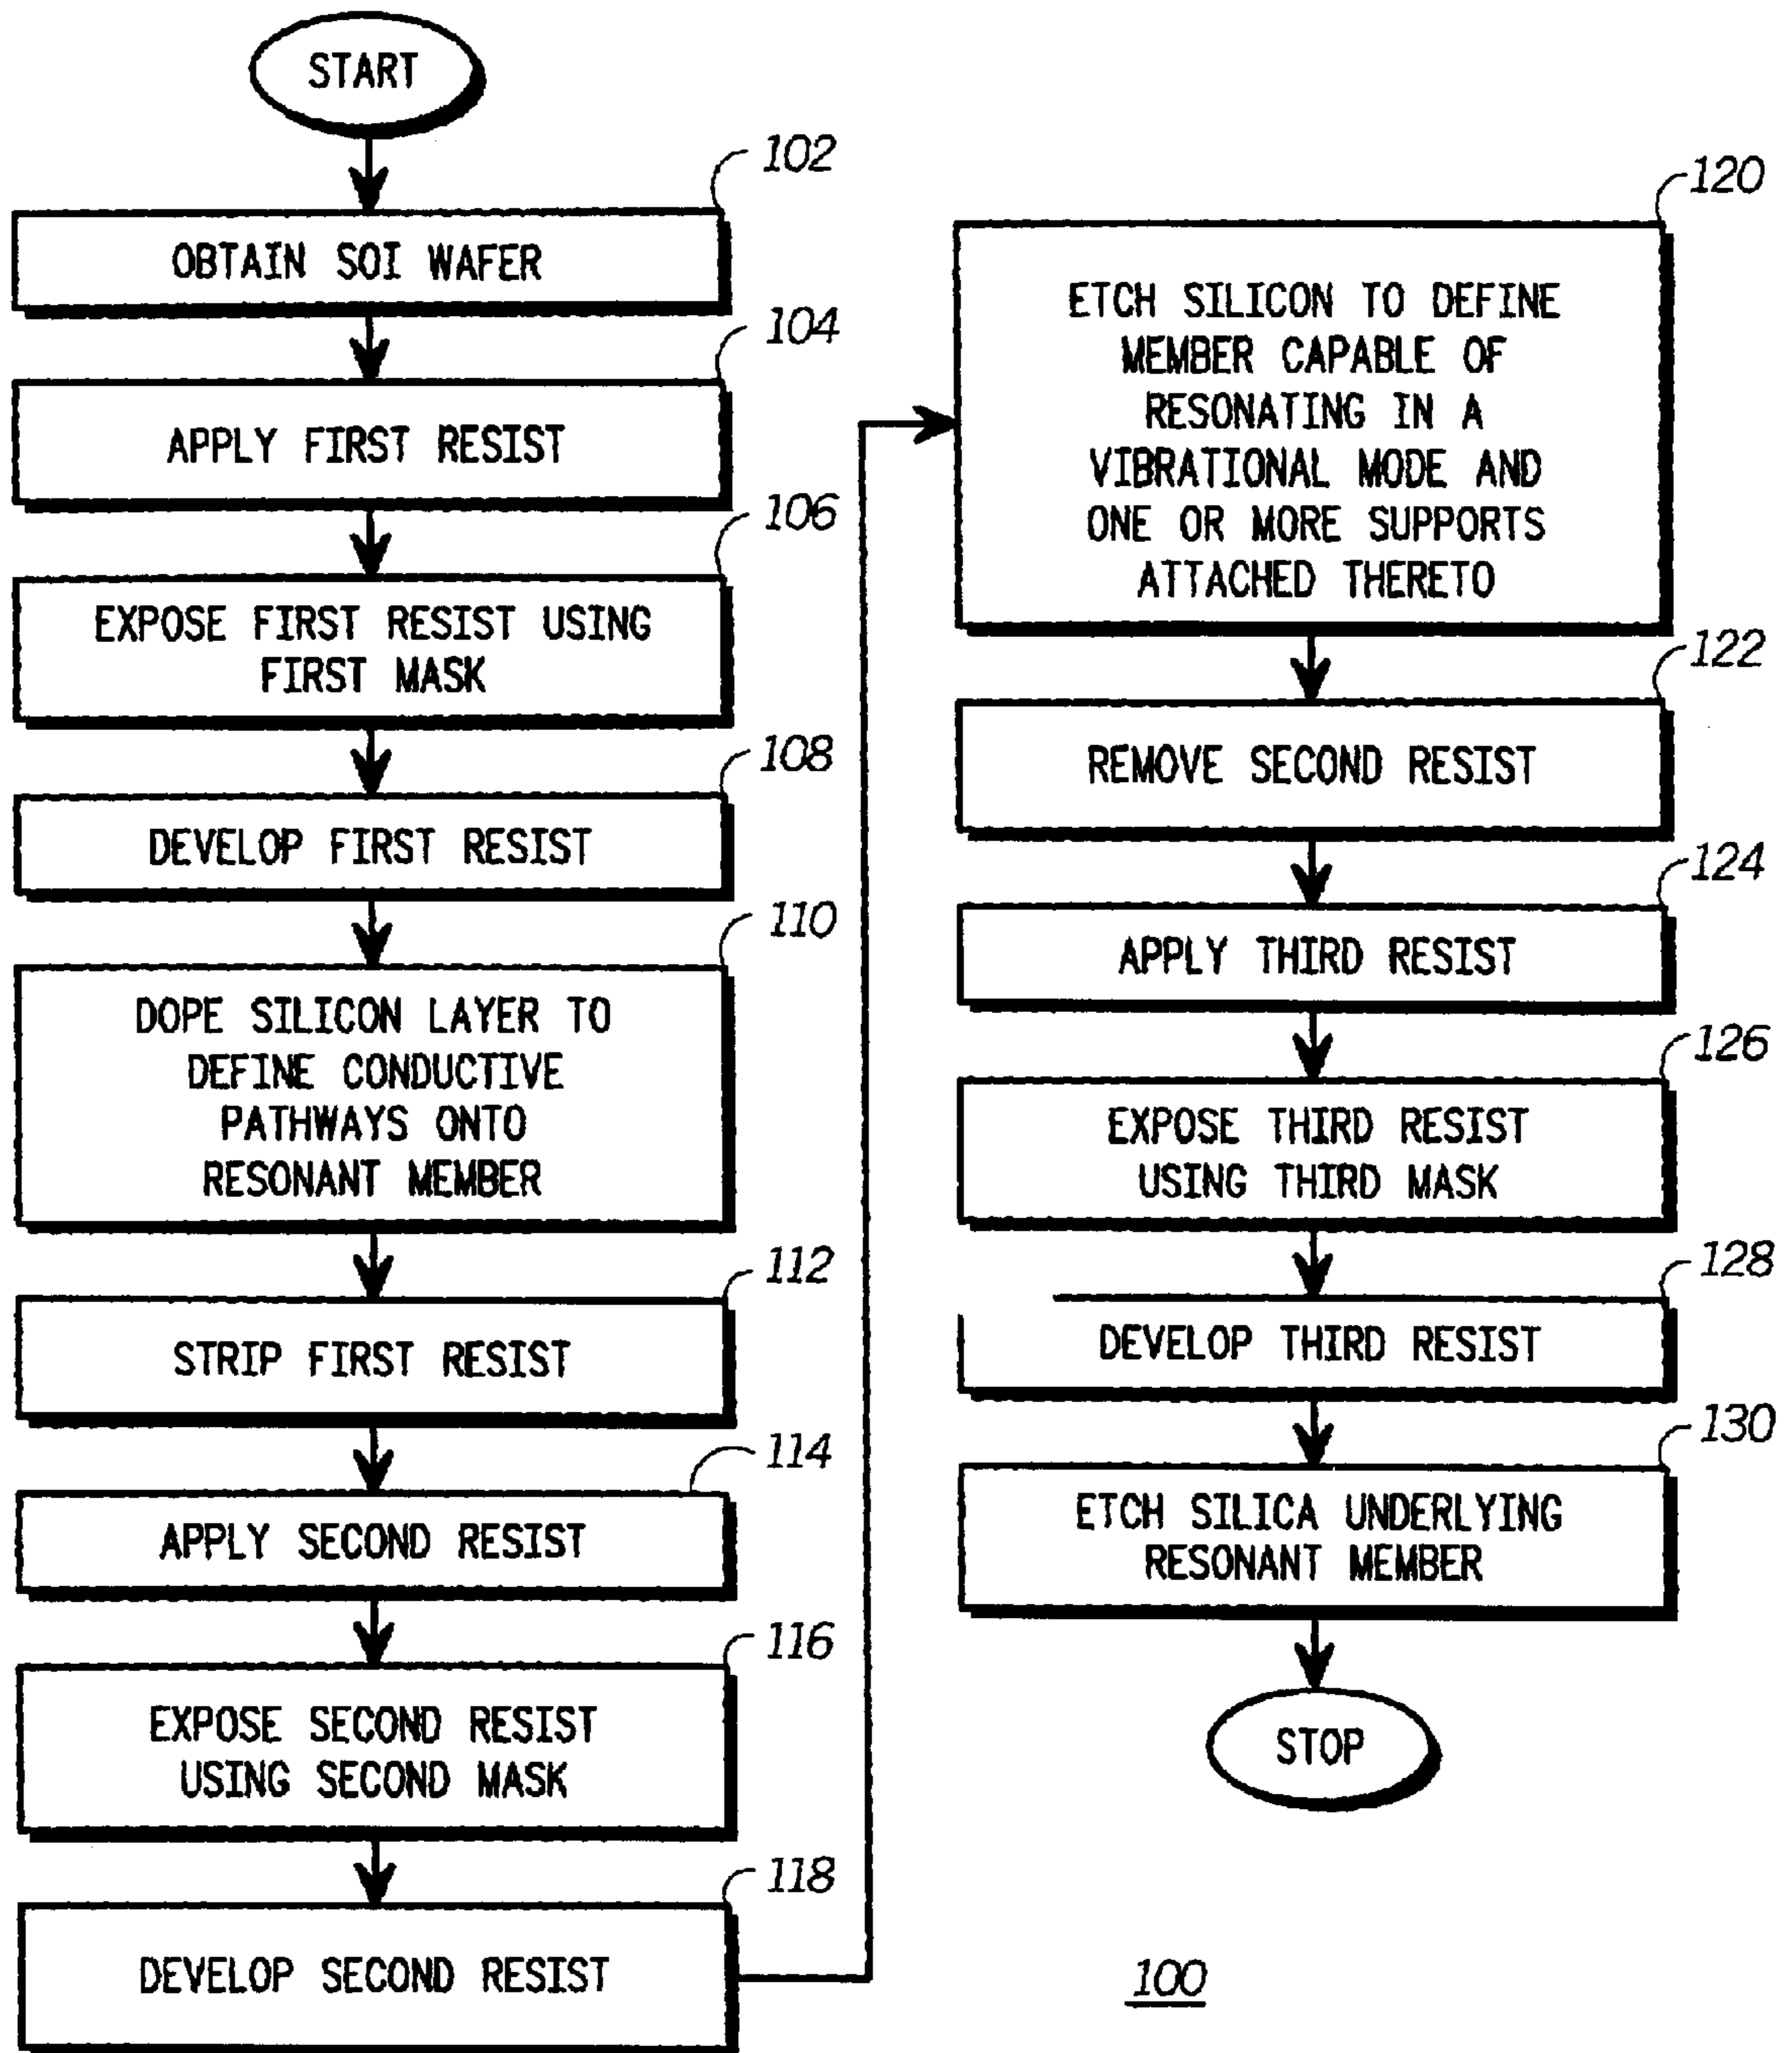 START
102
OBTAIN SOI WAFER
104
APPLY FIRST RESIST
106
EXPOSE FIRST RESIST USING
FIRST MASK
108
DEVELOP FIRST RESIST
110
DOPE SILICON LAYER TO
DEFINE CONDUCTIVE
PATHWAYS ONTO
RESONANT MEMBER
112
STRIP FIRST RESIST
114
APPLY SECOND RESIST
116
EXPOSE SECOND RESIST
USING SECOND MASK
118
DEVELOP SECOND RESIST
120
ETCH SILICON TO DEFINE
MEMBER CAPABLE OF
RESONATING IN A
VIBRATIONAL MODE AND
ONE OR MORE SUPPORTS
ATTACHED THERETO
122
REMOVE SECOND RESIST
124
APPLY THIRD RESIST
126
EXPOSE THIRD RESIST
USING THIRD MASK
128
DEVELOP THIRD RESIST
130
ETCH SILICA UNDERLYING
RESONANT MEMBER
STOP
100